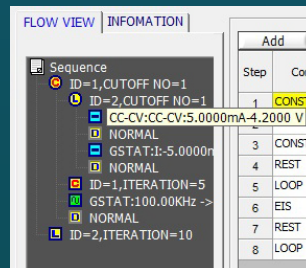 FLOW VIEW INFOMATION
Add
Sequence
Step
ID=1,CUTOFF NO=1
ID=2,CUTOFF NO=1
1 CONST
CC-CV:CC-CV:5.0000mA-4.2000 V
NORMAL
3 CONST
GSTAT:I:-5.0000m
4 REST
NORMAL
5 LOOP
ID=1,ITERATION=5
6 EIS
GSTAT:100.00KHz ->
7 REST
NORMAL
8 LOOP
ID=2,ITERATION=10